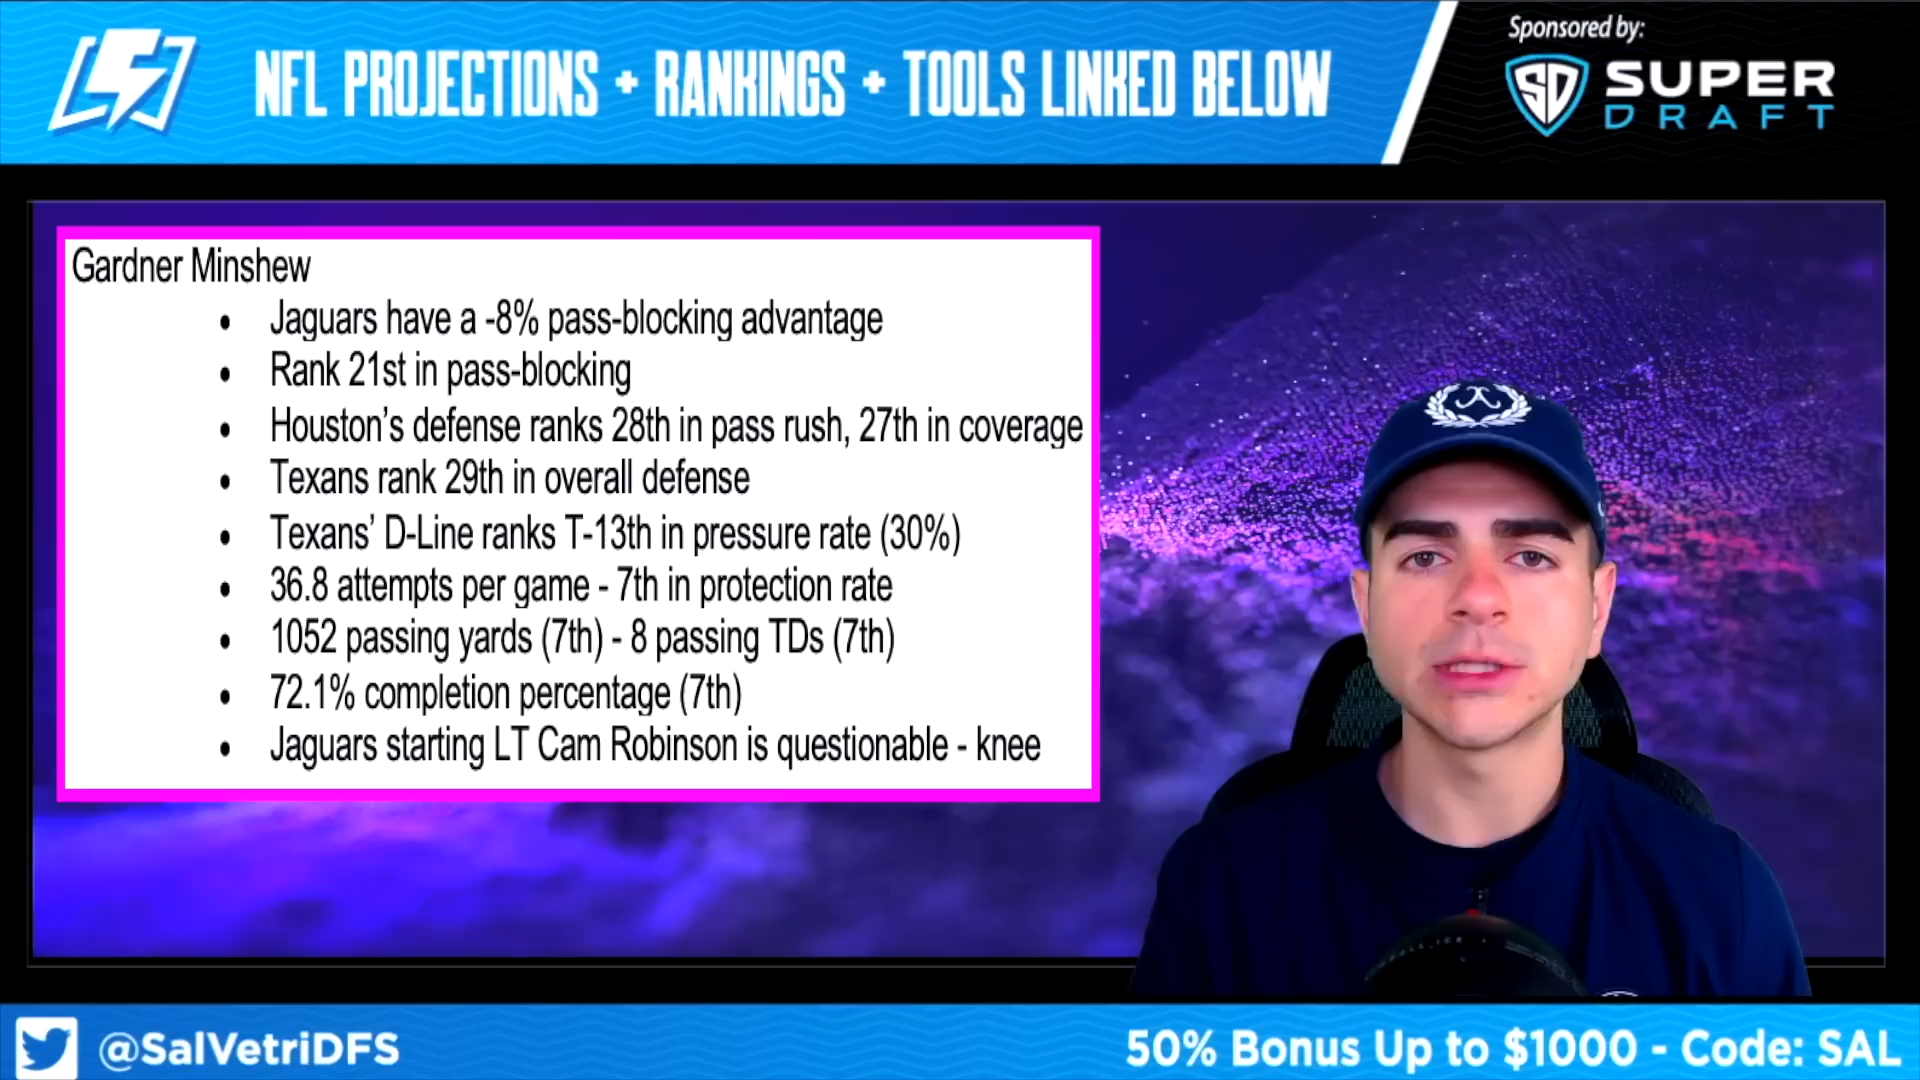 NFL PROJECTIONS + RANKINGS + TOOLS LINKED BELOW
Sponsored by:
SD SUPER
DRAFT
Gardner Minshew
• Jaguars have a -8% pass-blocking advantage
• Rank 21st in pass-blocking
• Houston’s defense ranks 28th in pass rush, 27th in coverage
• Texans rank 29th in overall defense
• Texans’ D-Line ranks T-13th in pressure rate (30%)
• 36.8 attempts per game - 7th in protection rate
• 1052 passing yards (7th) - 8 passing TDs (7th)
• 72.1% completion percentage (7th)
• Jaguars starting LT Cam Robinson is questionable - knee
@SalVetriDFS
50% Bonus Up to $1000 - Code: SAL